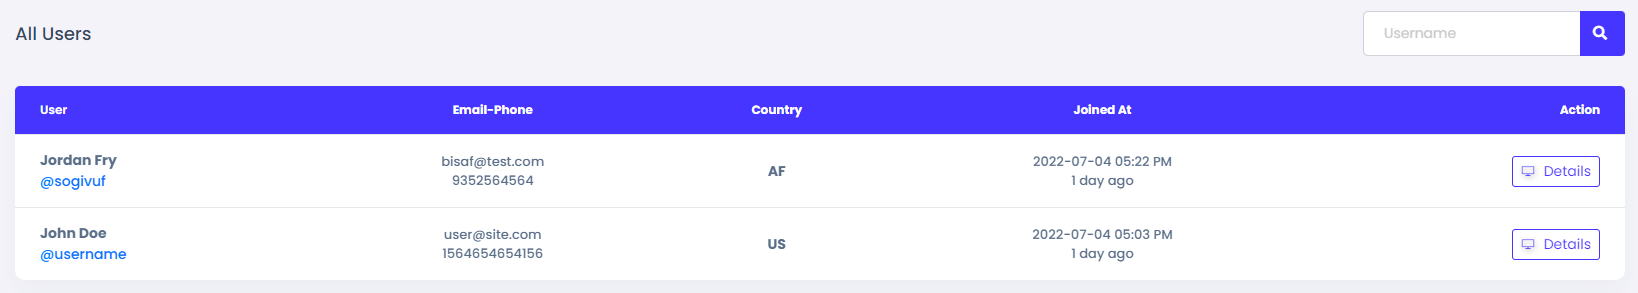 All Users
Username
User Email-Phone Country Joined At Action
Jordan Fry
@sogivuf
bisaf@test.com
9352564564
AF
2022-07-04 05:22 PM
1 day ago
Details
John Doe
@username
user@site.com
1564654654156
US
2022-07-04 05:03 PM
1 day ago
Details